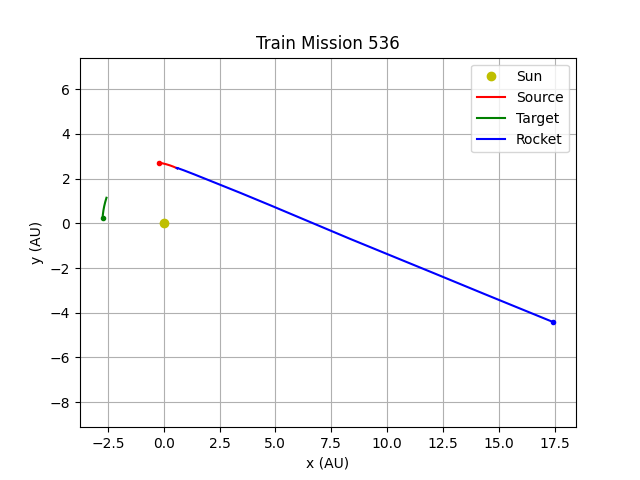 Train Mission 536
Sun
Source
Target
Rocket
6
4
2
0
−2
−4
−6
−8
y (AU)
−2.5 0.0 2.5 5.0 7.5 10.0 12.5 15.0 17.5
x (AU)